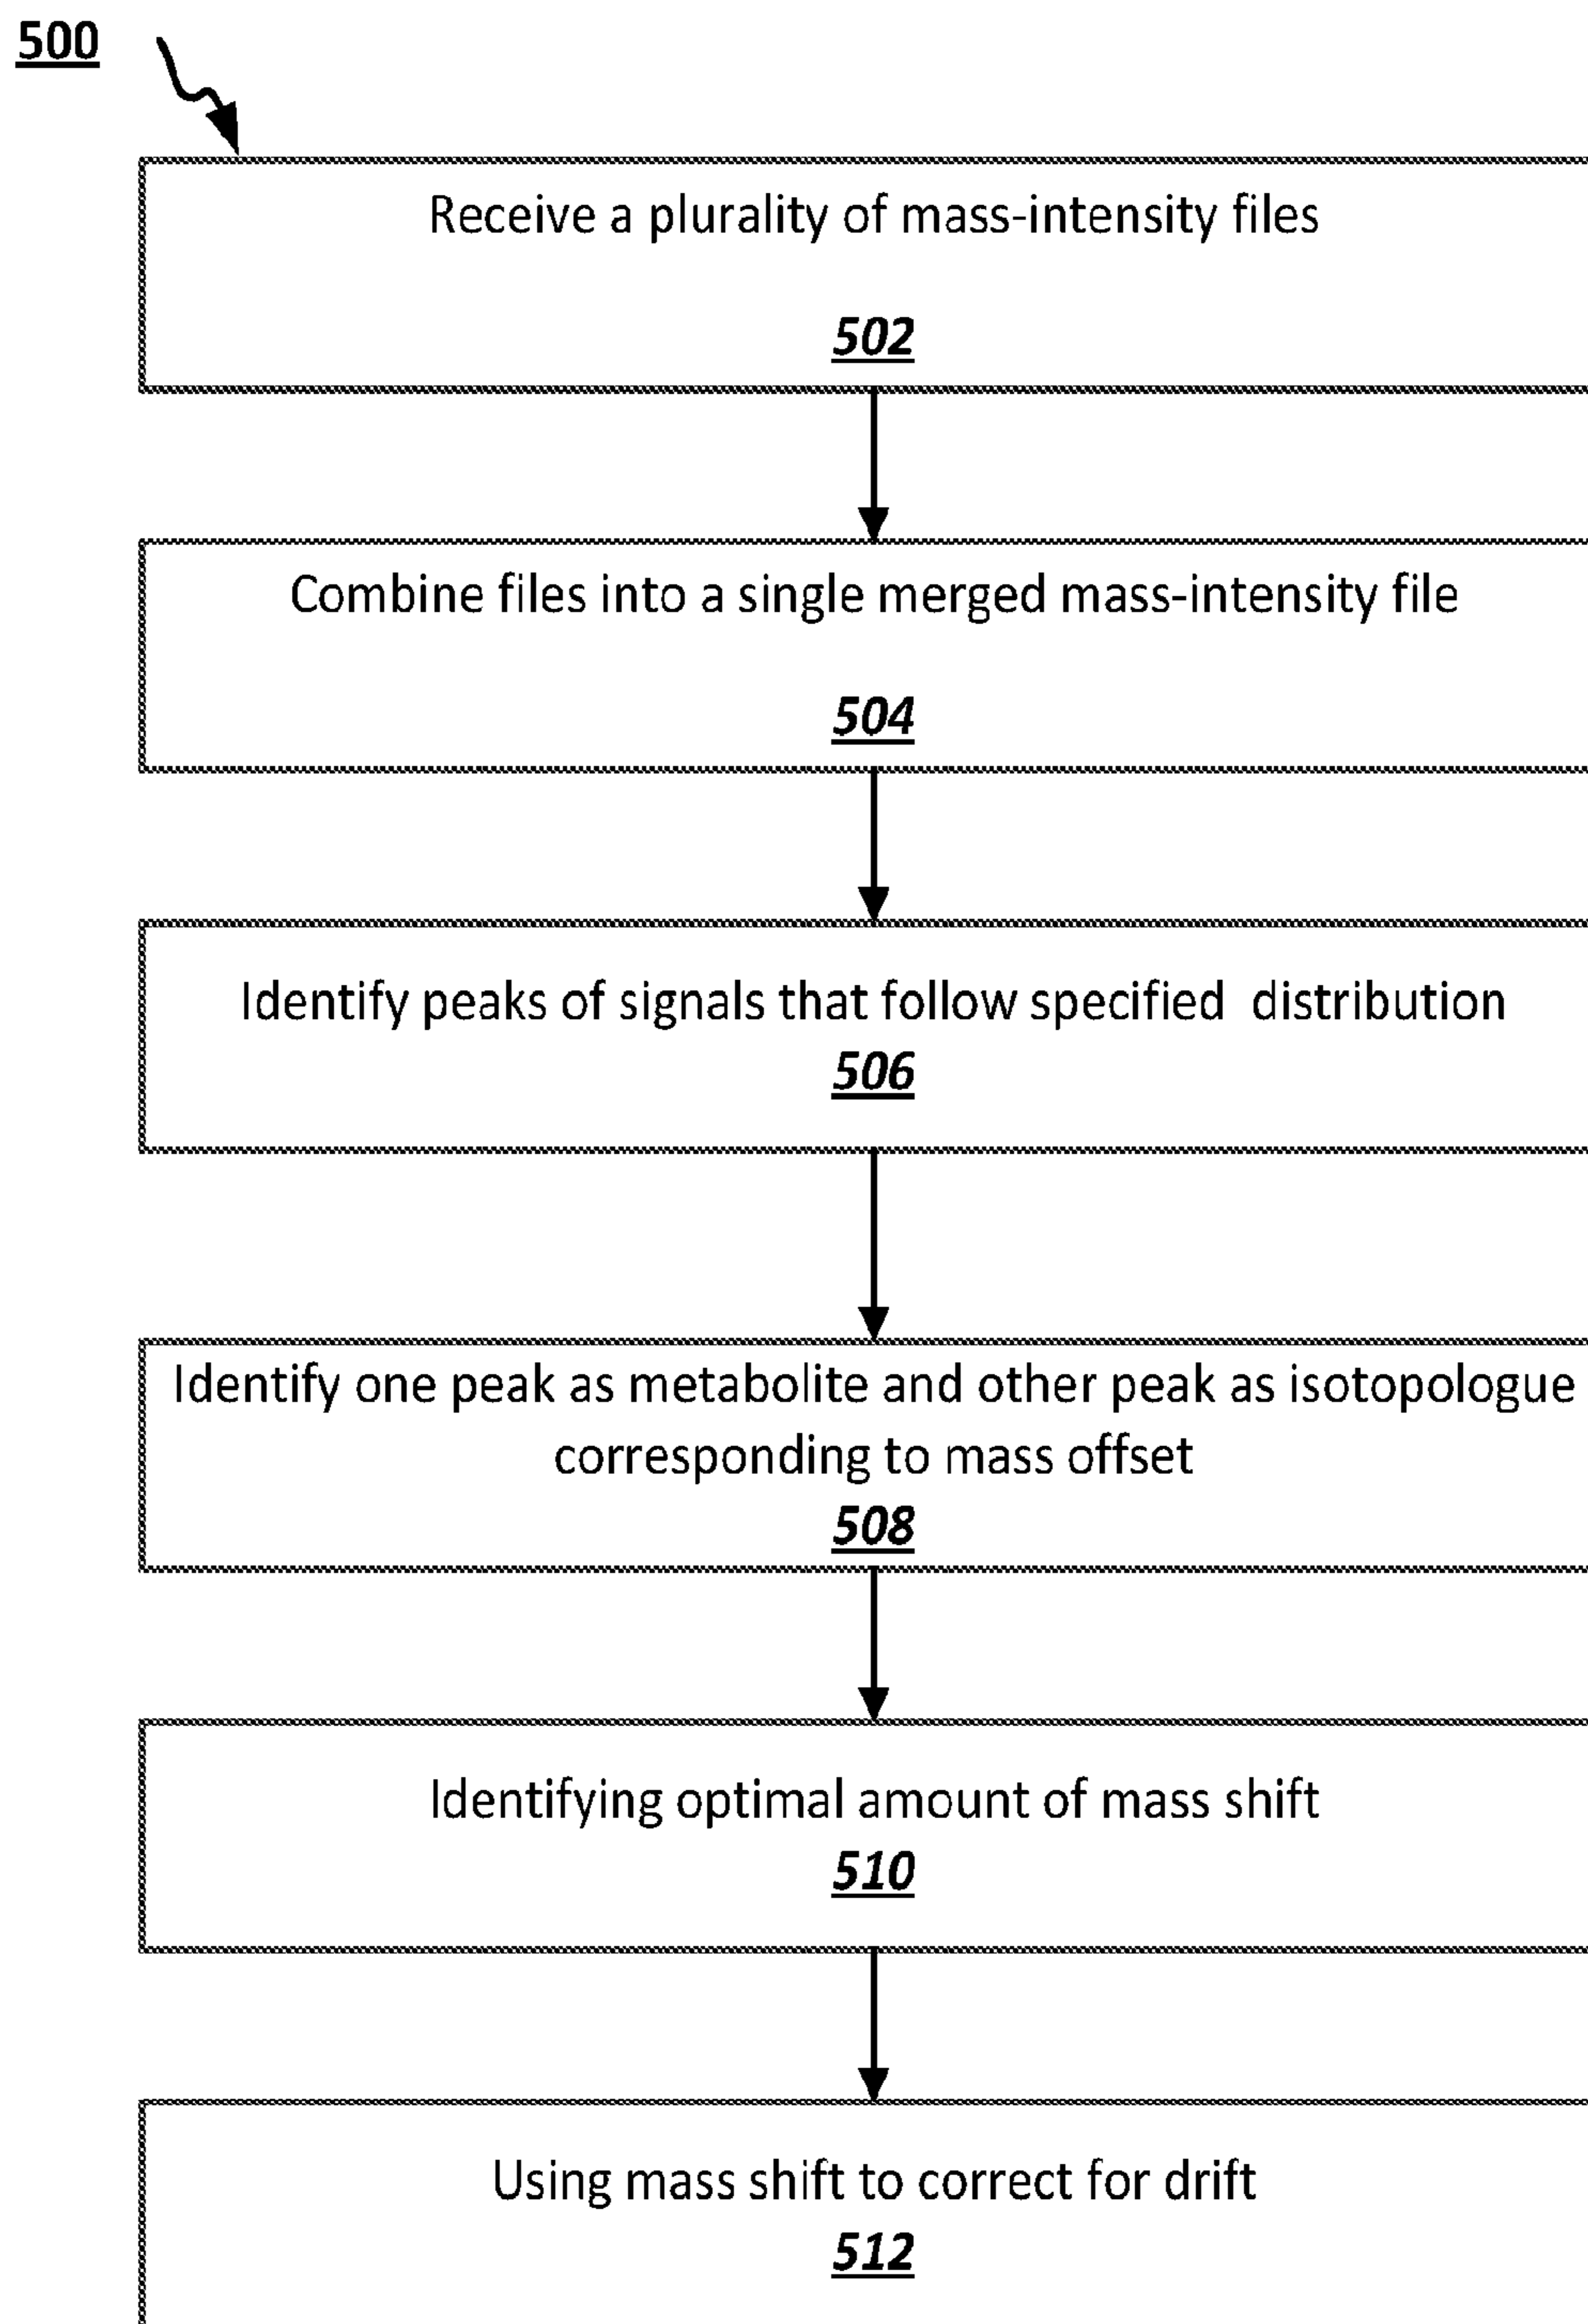 500
Receive a plurality of mass-intensity files
502
Combine files into a single merged mass-intensity file
504
Identify peaks of signals that follow specified distribution
506
Identify one peak as metabolite and other peak as isotopologue
corresponding to mass offset
508
Identifying optimal amount of mass shift
510
Using mass shift to correct for drift
512